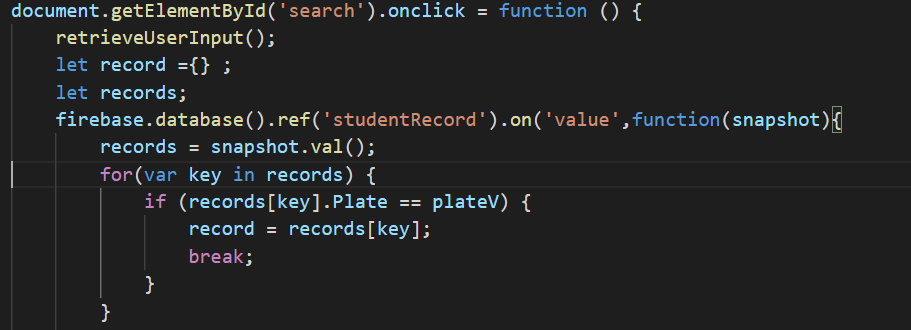 document.getElementById('search').onclick = function () {
    retrieveUserInput();
    let record ={} ;
    let records;
    firebase.database().ref('studentRecord').on('value',function(snapshot){
        records = snapshot.val();
        for(var key in records) {
            if (records[key].Plate == plateV) {
                record = records[key];
                break;
            }
        }